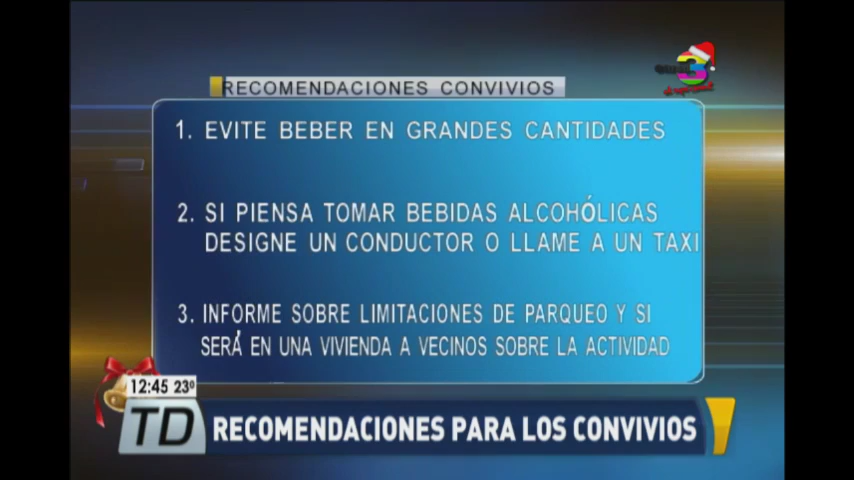 3
RECOMENDACIONES CONVIVIOS
1. EVITE BEBER EN GRANDES CANTIDADES
2. SI PIENSA TOMAR BEBIDAS ALCOHÓLICAS
DESIGNE UN CONDUCTOR O LLAME A UN TAXI
3. INFORME SOBRE LIMITACIONES DE PARQUEO Y SI
SERÁ EN UNA VIVIENDA A VECINOS SOBRE LA ACTIVIDAD
12:45 23º
TD RECOMENDACIONES PARA LOS CONVIVIOS